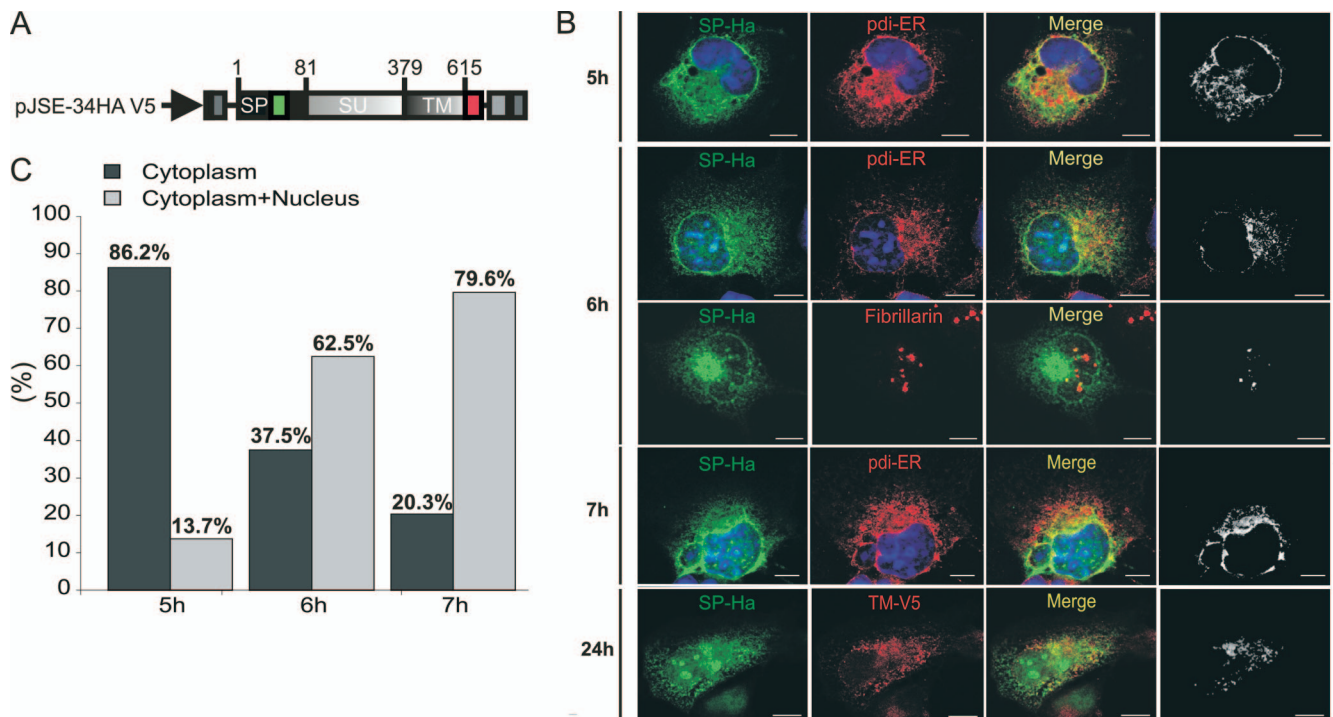 A
1 81 379 615
pJSE-34HA V5
SP SU TM
C
Cytoplasm
Cytoplasm+Nucleus
(%)
100
90
80
70
60
50
40
30
20
10
0
86.2%
13.7%
37.5%
62.5%
20.3%
79.6%
5h 6h 7h
B
5h
SP-Ha pdi-ER Merge
6h
SP-Ha pdi-ER Merge
SP-Ha Fibrillarin Merge
7h
SP-Ha pdi-ER Merge
24h
SP-Ha TM-V5 Merge